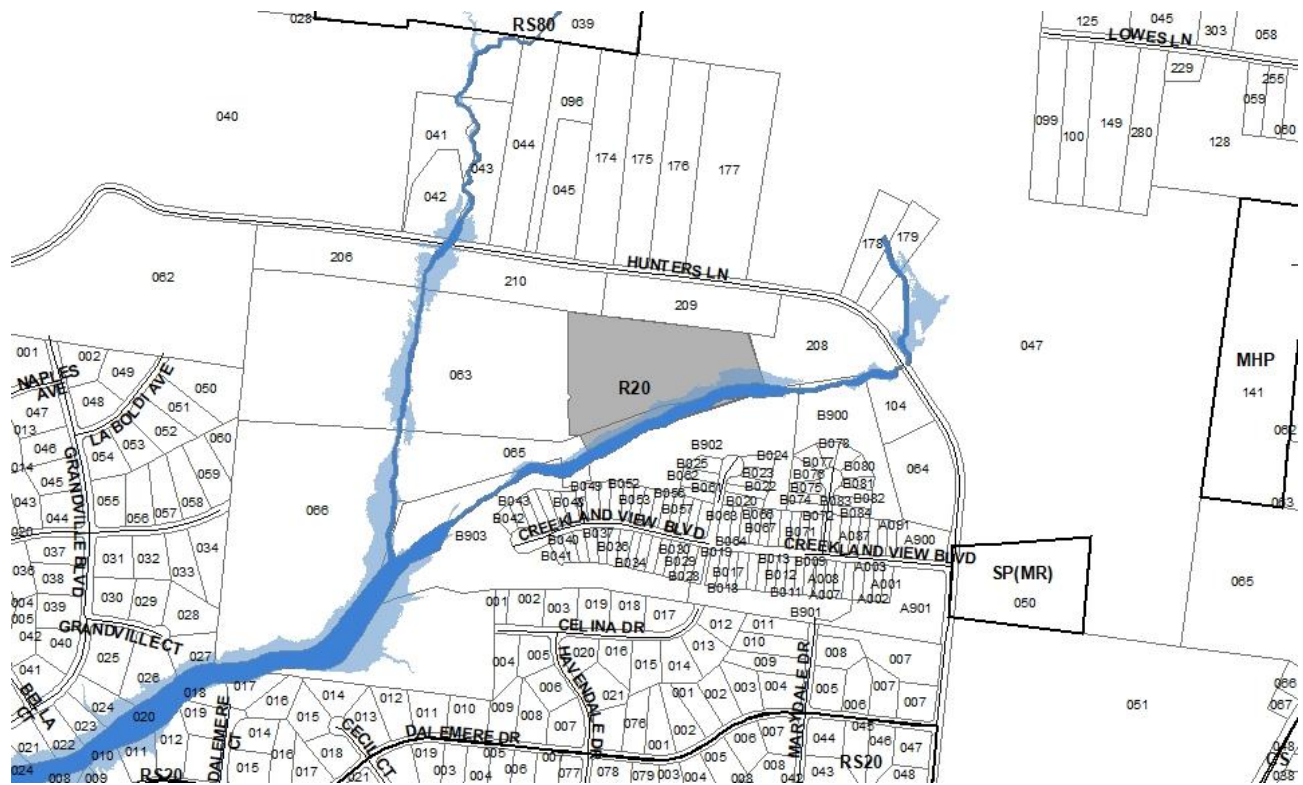 028
RS80
039
125
045
303
058
LOWES LN
229
255
059
060
040
096
041
044
043
174
175
176
177
042
045
099
100
149
280
128
178
179
HUNTERS LN
206
210
209
062
208
047
MHP
141
062
063
063
R20
001
002
049
050
NAPLES AVE
LA BOLDI AVE
048
051
047
013
053
052
046
054
060
014
045
059
043
055
058
044
056
057
GRANDVILLE BLVD
104
B900
064
065
066
B902
B078
B024
B025
B077
B080
B062
B023
B076
B081
B061
B022
B075
B082
B049
B052
B056
B020
B074
B083
B043
B053
B057
B063
B066
B072
B084
B042
B067
B071
A087
A091
A900
B903
CREEKLAND VIEW BLVD
CREEKLAND VIEW BLVD
B040
B037
B036
B030
B064
B019
B013
B009
A003
B041
B034
B029
B028
B017
B012
A008
A001
B018
B011
A007
A002
A901
B901
SP(MR)
050
065
037
031
032
034
036
038
033
004
039
030
029
028
005
042
040
GRANDVILLE CT
025
027
041
026
BELLA CT
024
018
017
023
020
019
021
022
010
011
012
024
008
009
RS20
001
002
003
019
018
017
CELINA DR
012
011
010
013
009
004
005
020
016
015
014
HAVENDALE DR
MARYDALE DR
008
007
006
021
001
002
003
004
005
007
006
007
016
014
012
015
013
011
010
009
008
007
076
DALEMERE CT
014
CECIL CT
DALEMERE DR
001
002
006
007
044
045
046
047
016
018
019
006
005
015
017
021
003
004
007
077
078
079
003
004
005
008
042
043
RS20
048
051
066
067
048
CS
038